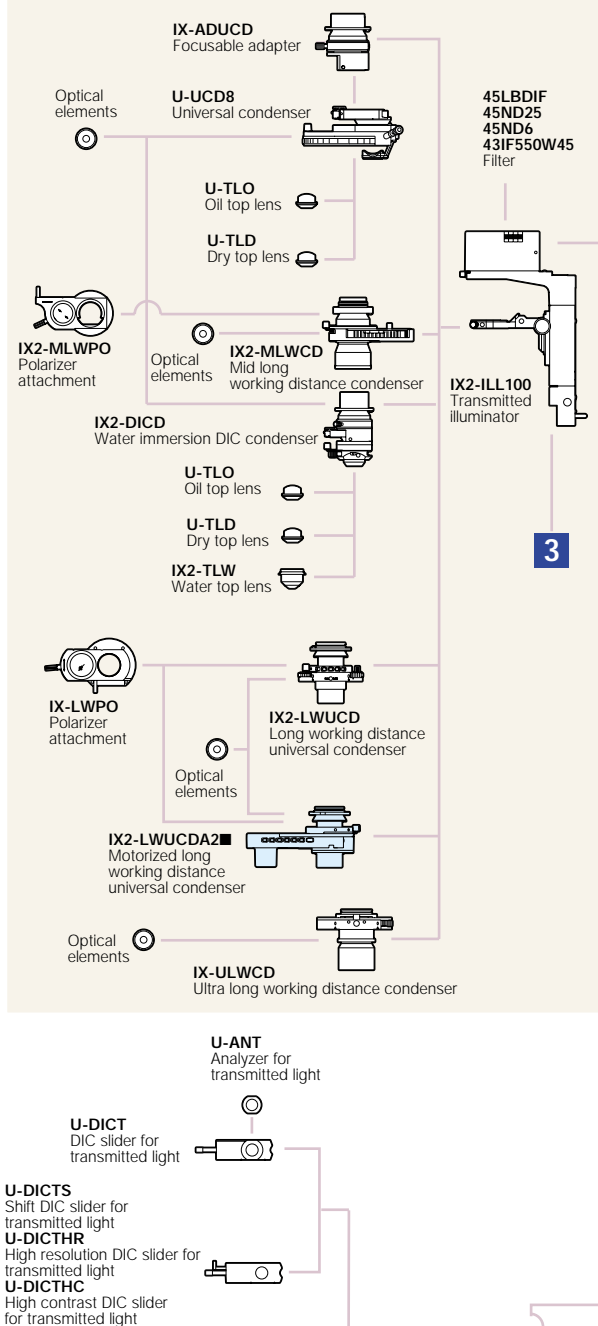 IX-ADUCD
Focusable adapter
Optical
elements
U-UCD8
Universal condenser
45LBDIF
45ND25
45ND6
43IF550W45
Filter
U-TLO
Oil top lens
U-TLD
Dry top lens
IX2-MLWPO
Polarizer
attachment
Optical
elements
IX2-MLWCD
Mid long
working distance condenser
IX2-ILL100
Transmitted
illuminator
IX2-DICD
Water immersion DIC condenser
U-TLO
Oil top lens
U-TLD
Dry top lens
IX2-TLW
Water top lens
3
IX-LWPO
Polarizer
attachment
IX2-LWUCD
Long working distance
universal condenser
Optical
elements
IX2-LWUCDA2■
Motorized long
working distance
universal condenser
Optical
elements
IX-ULWCD
Ultra long working distance condenser
U-ANT
Analyzer for
transmitted light
U-DICT
DIC slider for
transmitted light
U-DICTS
Shift DIC slider for
transmitted light
U-DICTHR
High resolution DIC slider for
transmitted light
U-DICTHC
High contrast DIC slider
for transmitted light